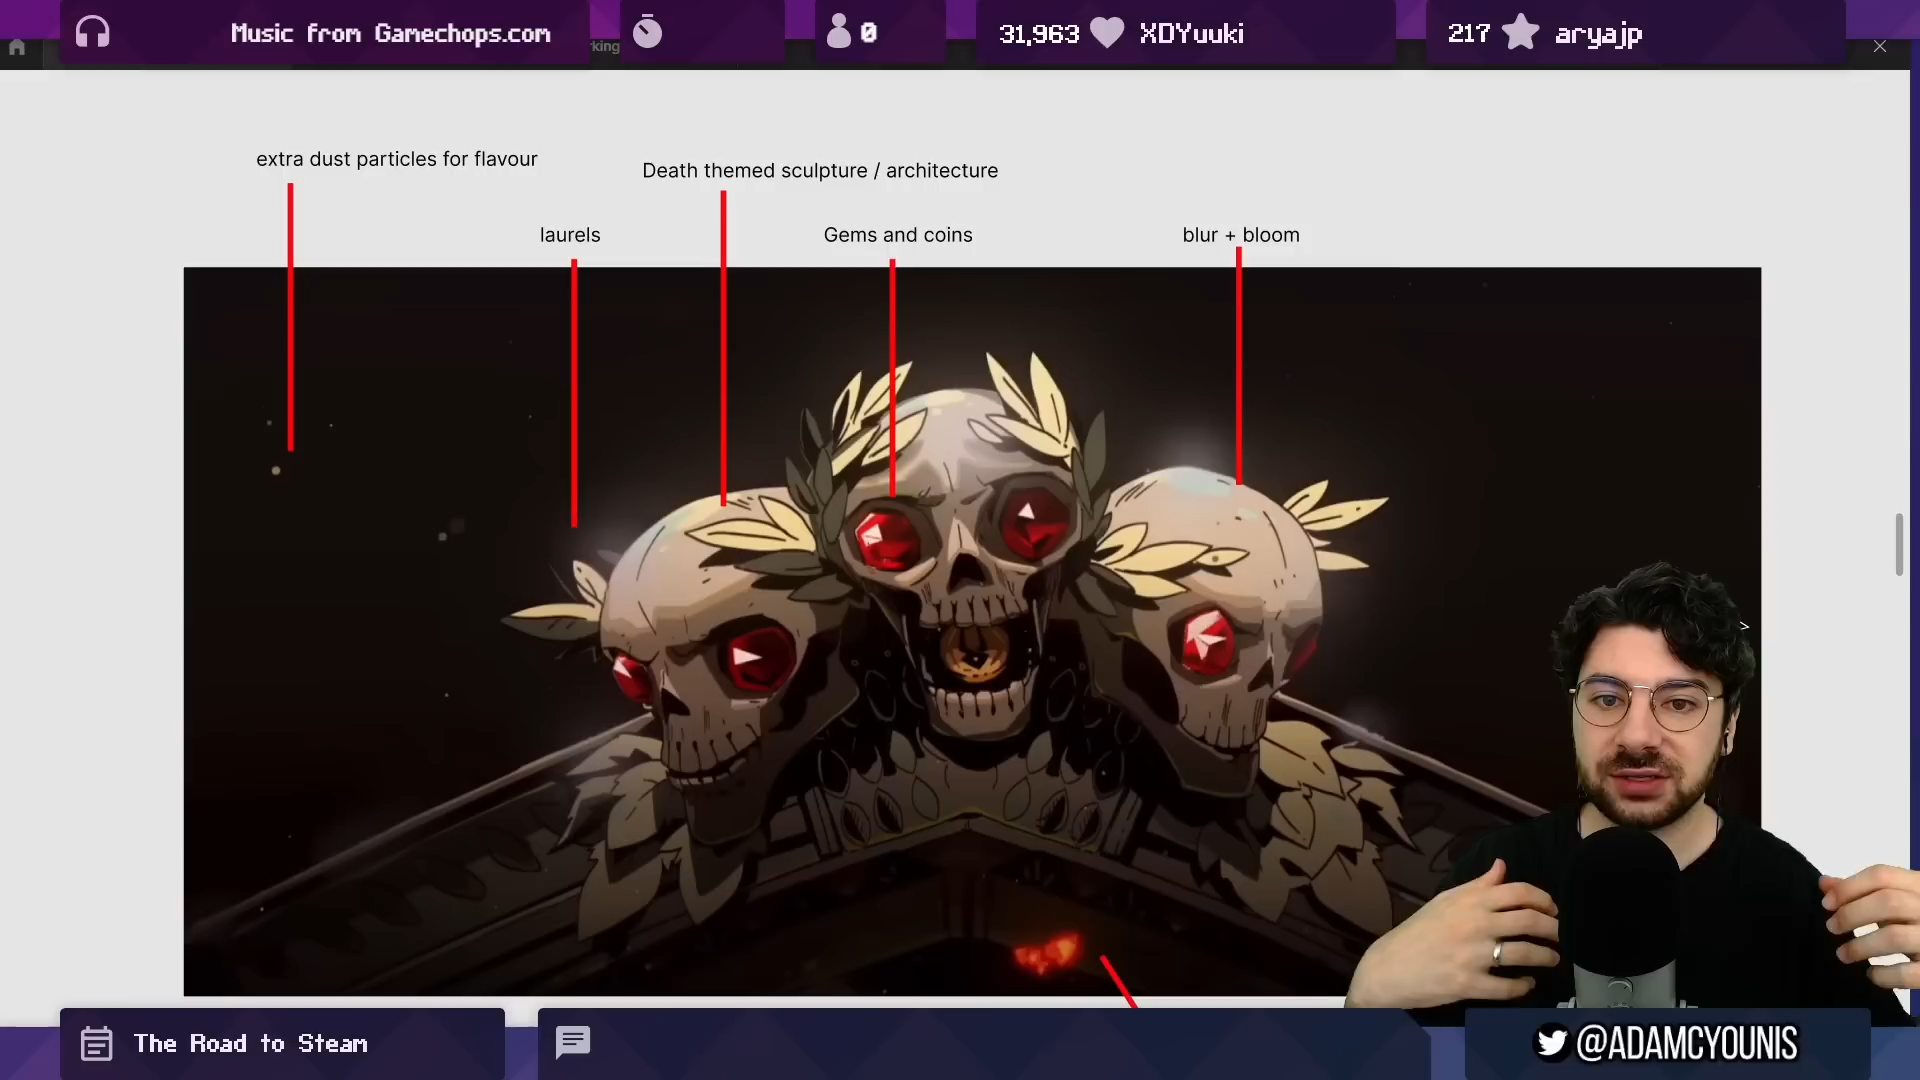 Music from Gamechops.com
0
31,963 XDYuuki
217 aryajp
rking
extra dust particles for flavour
Death themed sculpture / architecture
laurels
Gems and coins
blur + bloom
The Road to Steam
@ADAMCYOUNIS